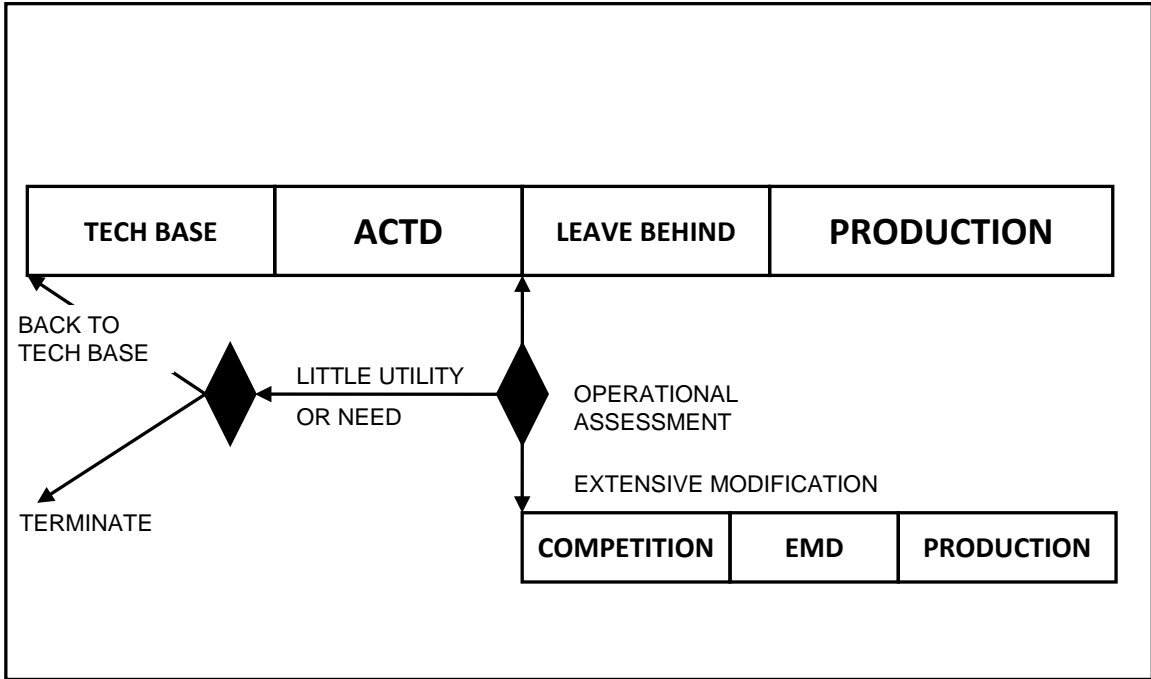 TECH BASE
ACTD
LEAVE BEHIND
PRODUCTION
BACK TO
TECH BASE
LITTLE UTILITY
OR NEED
OPERATIONAL
ASSESSMENT
EXTENSIVE MODIFICATION
TERMINATE
COMPETITION
EMD
PRODUCTION